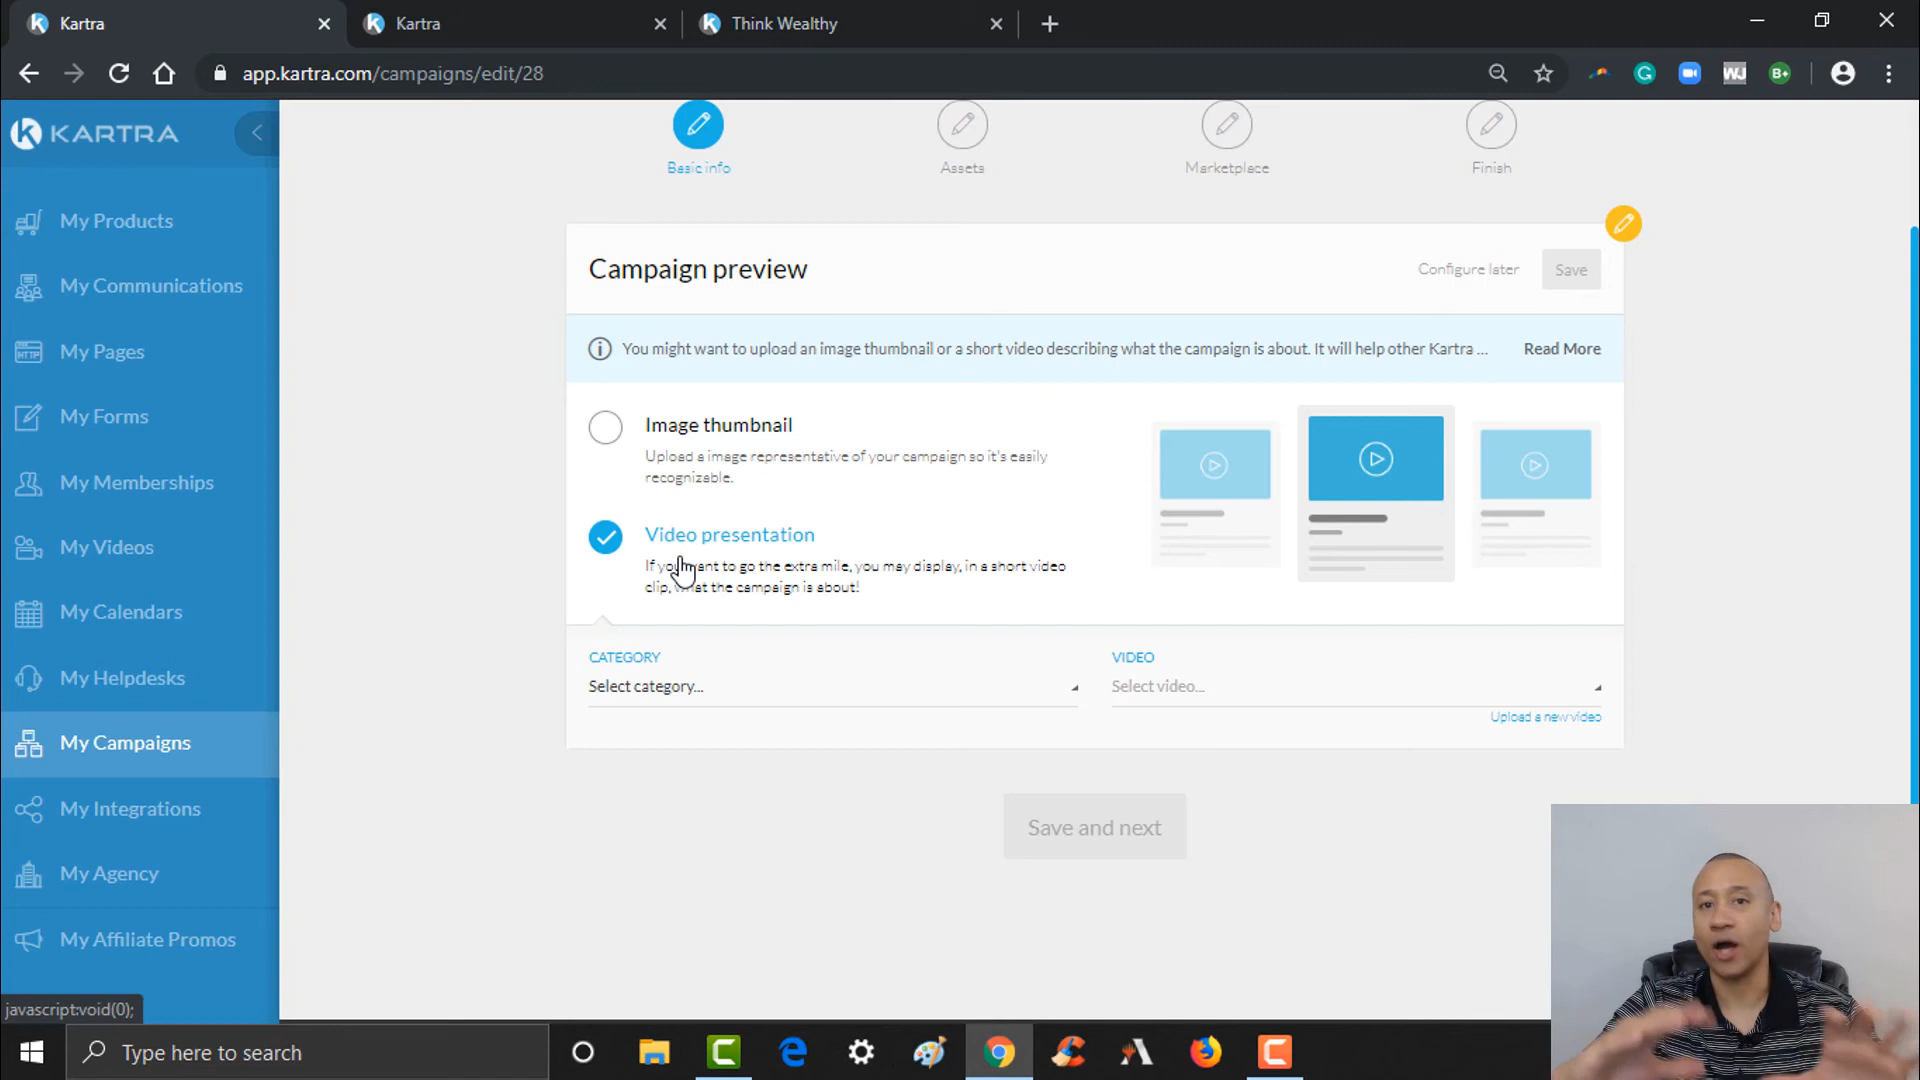 Kartra
Kartra
Think Wealthy
app.kartra.com/campaigns/edit/28
KARTRA
My Products
My Communications
My Pages
My Forms
My Memberships
My Videos
My Calendars
My Helpdesks
My Campaigns
My Integrations
My Agency
My Affiliate Promos
javascript:void(0);
Basic info
Assets
Marketplace
Finish
Campaign preview
Configure later
Save
You might want to upload an image thumbnail or a short video describing what the campaign is about. It will help other Kartra ...
Read More
Image thumbnail
Upload a image representative of your campaign so it's easily
recognizable.
Video presentation
If you want to go the extra mile, you may display, in a short video
clip, what the campaign is about!
CATEGORY
Select category...
VIDEO
Select video...
Upload a new video
Save and next
Type here to search